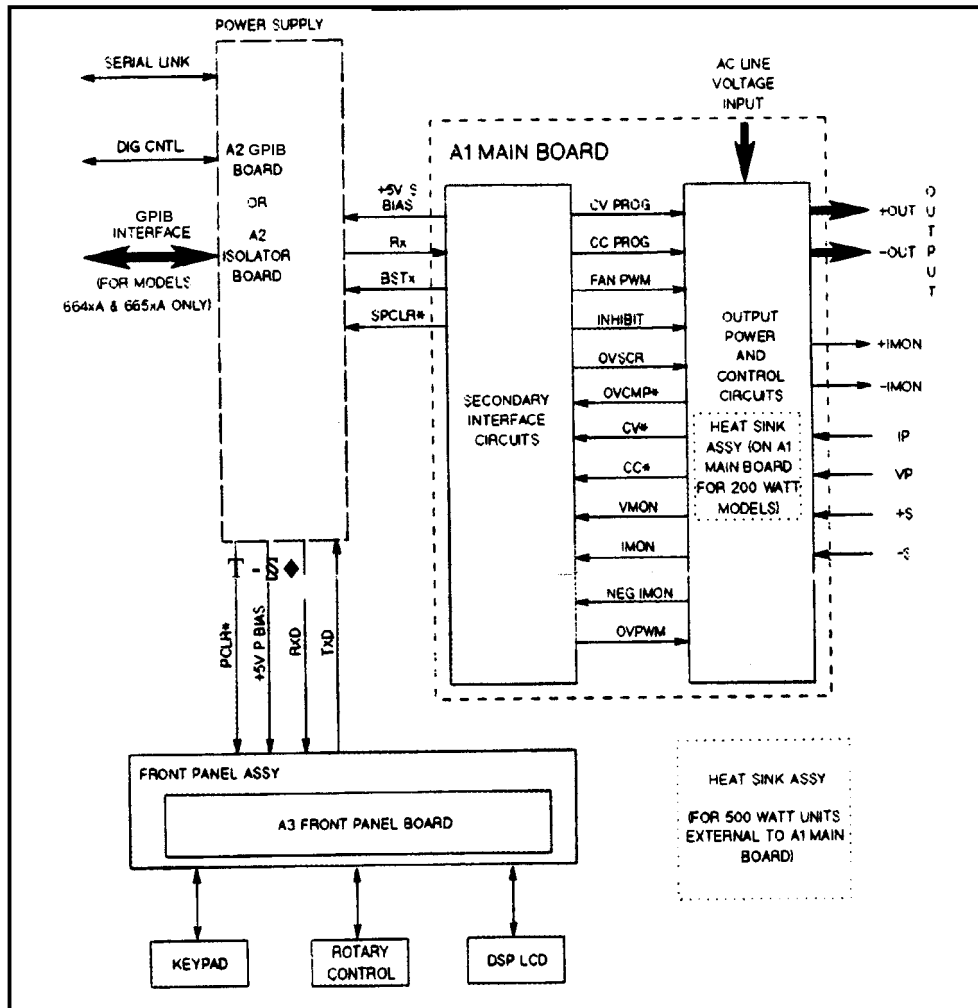 POWER SUPPLY
SERIAL LINK
DIG CNTL
A2 GPIB
BOARD
OR
A2
ISOLATOR
BOARD
GPIB
INTERFACE
(FOR MODELS
664xA & 665xA ONLY)
+5V S
BIAS
Rx
BSTx
SPCLR*
AC LINE
VOLTAGE
INPUT
A1 MAIN BOARD
SECONDARY
INTERFACE
CIRCUITS
CV PROG
CC PROG
FAN PWM
INHIBIT
OVSCR
OVCMP*
CV*
CC*
VMON
IMON
NEG IMON
OVPWM
OUTPUT
POWER
AND
CONTROL
CIRCUITS
HEAT SINK
ASSY (ON A1
MAIN BOARD
FOR 200 WATT
MODELS)
+OUT
-OUT
OUTPUT
+IMON
-IMON
IP
VP
+S
-S
PCLR*
+5V P BIAS
RXD
TXD
FRONT PANEL ASSY
A3 FRONT PANEL BOARD
KEYPAD
ROTARY
CONTROL
DSP LCD
HEAT SINK ASSY
(FOR 500 WATT UNITS
EXTERNAL TO A1 MAIN
BOARD)